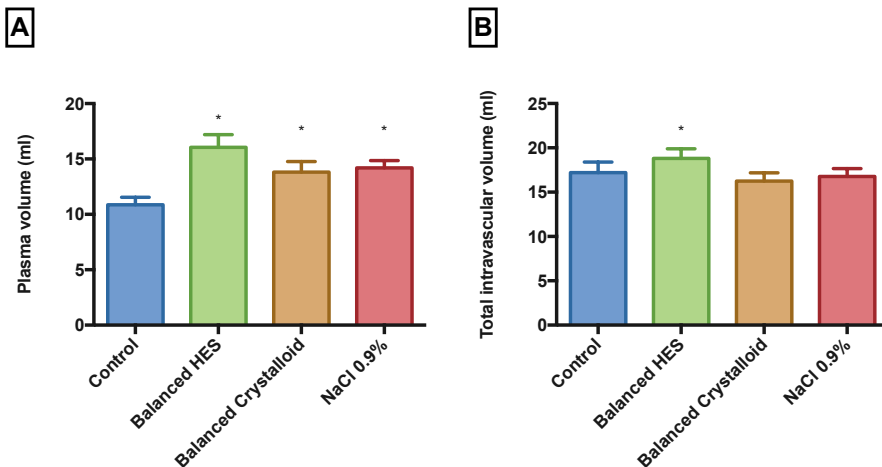 A
B
Plasma volume (ml)
20
15
10
5
0
*
*
*
Control
Balanced HES
Balanced Crystalloid
NaCl 0.9%
Total intravascular volume (ml)
25
20
15
10
5
0
*
Control
Balanced HES
Balanced Crystalloid
NaCl 0.9%